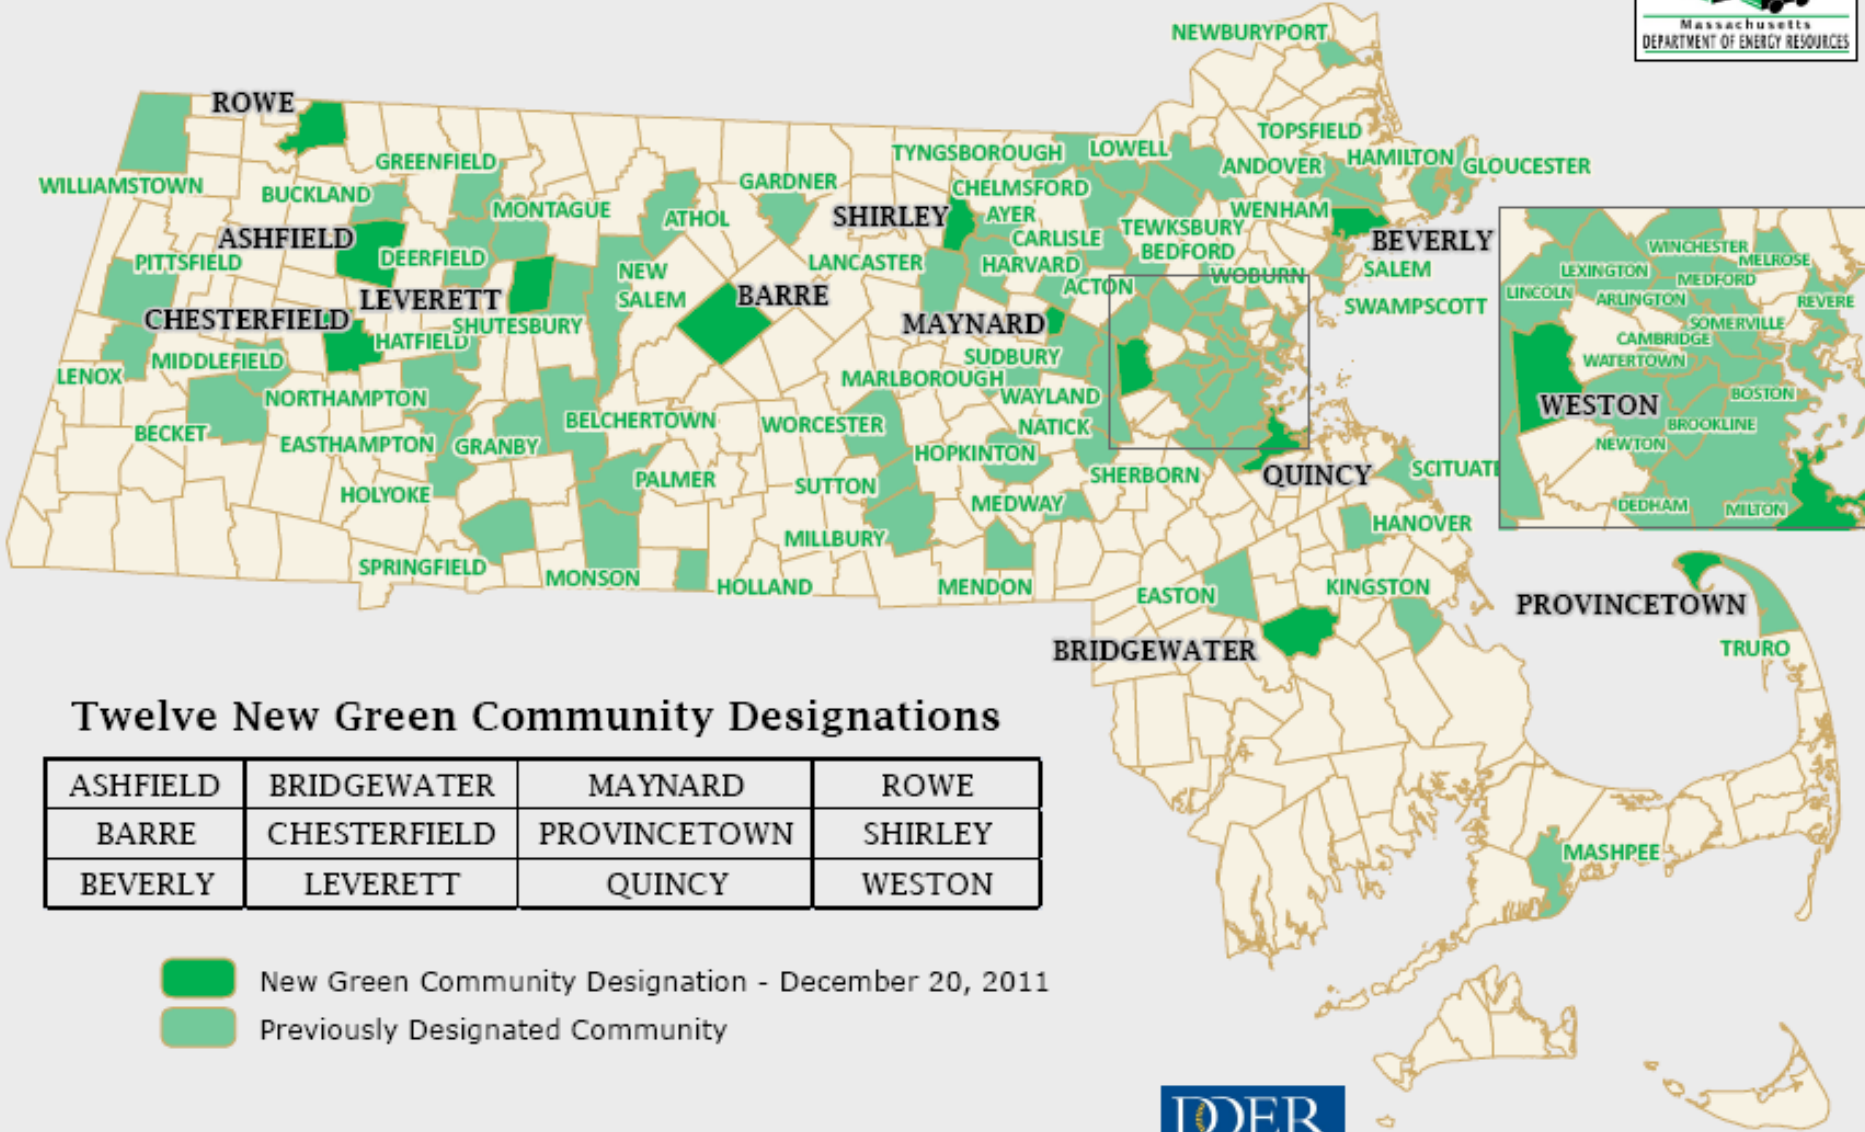 NEWBURYPORT
Massachusetts
DEPARTMENT OF ENERGY RESOURCES
ROWE
TOPSFIELD
TYNGSBOROUGH
LOWELL
GREENFIELD
ANDOVER
HAMILTON
GLOUCESTER
WILLIAMSTOWN
BUCKLAND
GARDNER
CHELMSFORD
MONTAGUE
ATHOL
SHIRLEY
AYER
WENHAM
TEWKSBURY
ASHFIELD
CARLISLE
BEDFORD
BEVERLY
PITTSFIELD
DEERFIELD
NEW
SALEM
LANCASTER
HARVARD
WOBURN
SALEM
ACTON
LEVERETT
BARRE
SWAMPSCOTT
CHESTERFIELD
SHUTESBURY
MAYNARD
HATFIELD
MIDDLEFIELD
SUDBURY
LENOX
MARLBOROUGH
WAYLAND
NORTHAMPTON
BECKET
EASTHAMPTON
GRANBY
BELCHERTOWN
WORCESTER
NATICK
HOPKINTON
HOLYOKE
PALMER
SUTTON
SHERBORN
QUINCY
SCITUATE
MEDWAY
HANOVER
MILLBURY
SPRINGFIELD
MONSON
HOLLAND
MENDON
EASTON
KINGSTON
BRIDGEWATER
WINCHESTER
MELROSE
LEXINGTON
MEDFORD
LINCOLN
ARLINGTON
REVERE
SOMERVILLE
CAMBRIDGE
WATERTOWN
BOSTON
WESTON
BROOKLINE
NEWTON
DEDHAM
MILTON
PROVINCETOWN
TRURO
MASHPEE
Twelve New Green Community Designations
ASHFIELD BRIDGEWATER MAYNARD ROWE
BARRE CHESTERFIELD PROVINCETOWN SHIRLEY
BEVERLY LEVERETT QUINCY WESTON
New Green Community Designation - December 20, 2011
Previously Designated Community
DOER